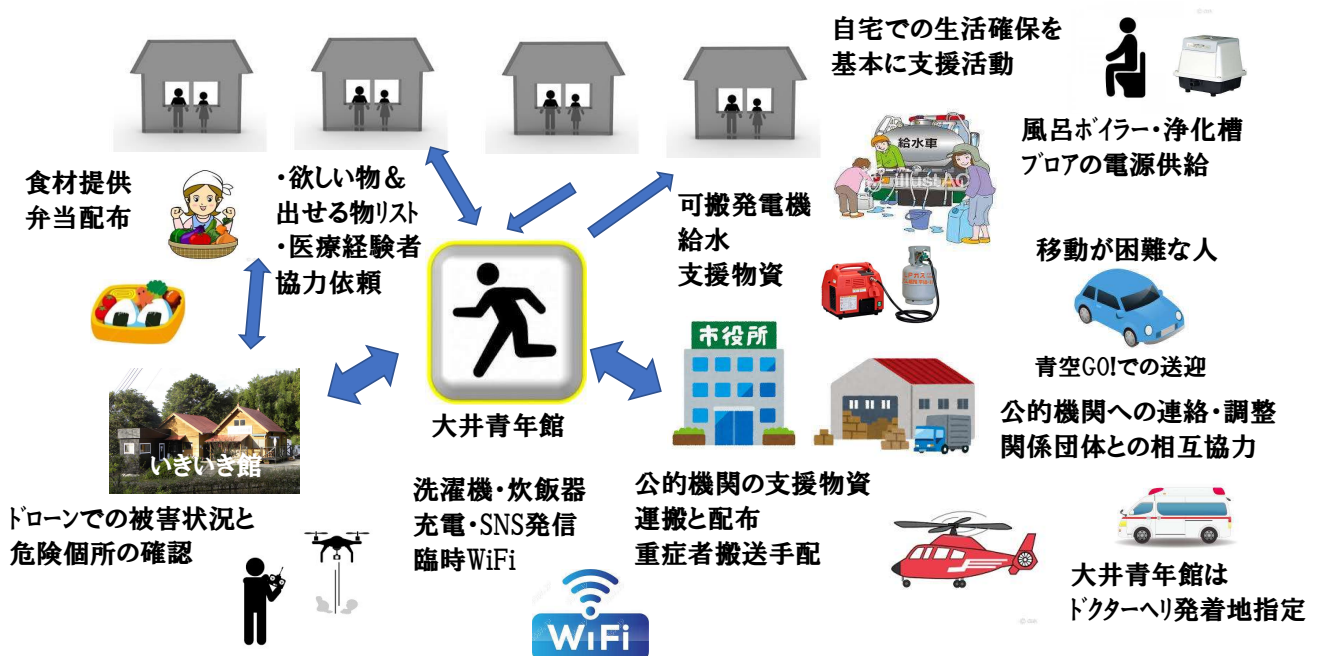 自宅での生活確保を
基本に支援活動
風呂ﾎﾞｲﾗｰ・浄化槽
ﾌﾞﾛｱの電源供給
給水車
食材提供
弁当配布
・欲しい物＆
出せる物ﾘｽﾄ
・医療経験者
協力依頼
可搬発電機
給水
支援物資
移動が困難な人
青空GO!での送迎
市役所
大井青年館
いきいき館
公的機関への連絡・調整
関係団体との相互協力
洗濯機・炊飯器
充電・SNS発信
臨時WiFi
公的機関の支援物資
運搬と配布
重症者搬送手配
ﾄﾞﾛｰﾝでの被害状況と
危険個所の確認
大井青年館は
ﾄﾞｸﾀｰﾍﾘ発着地指定
WiFi